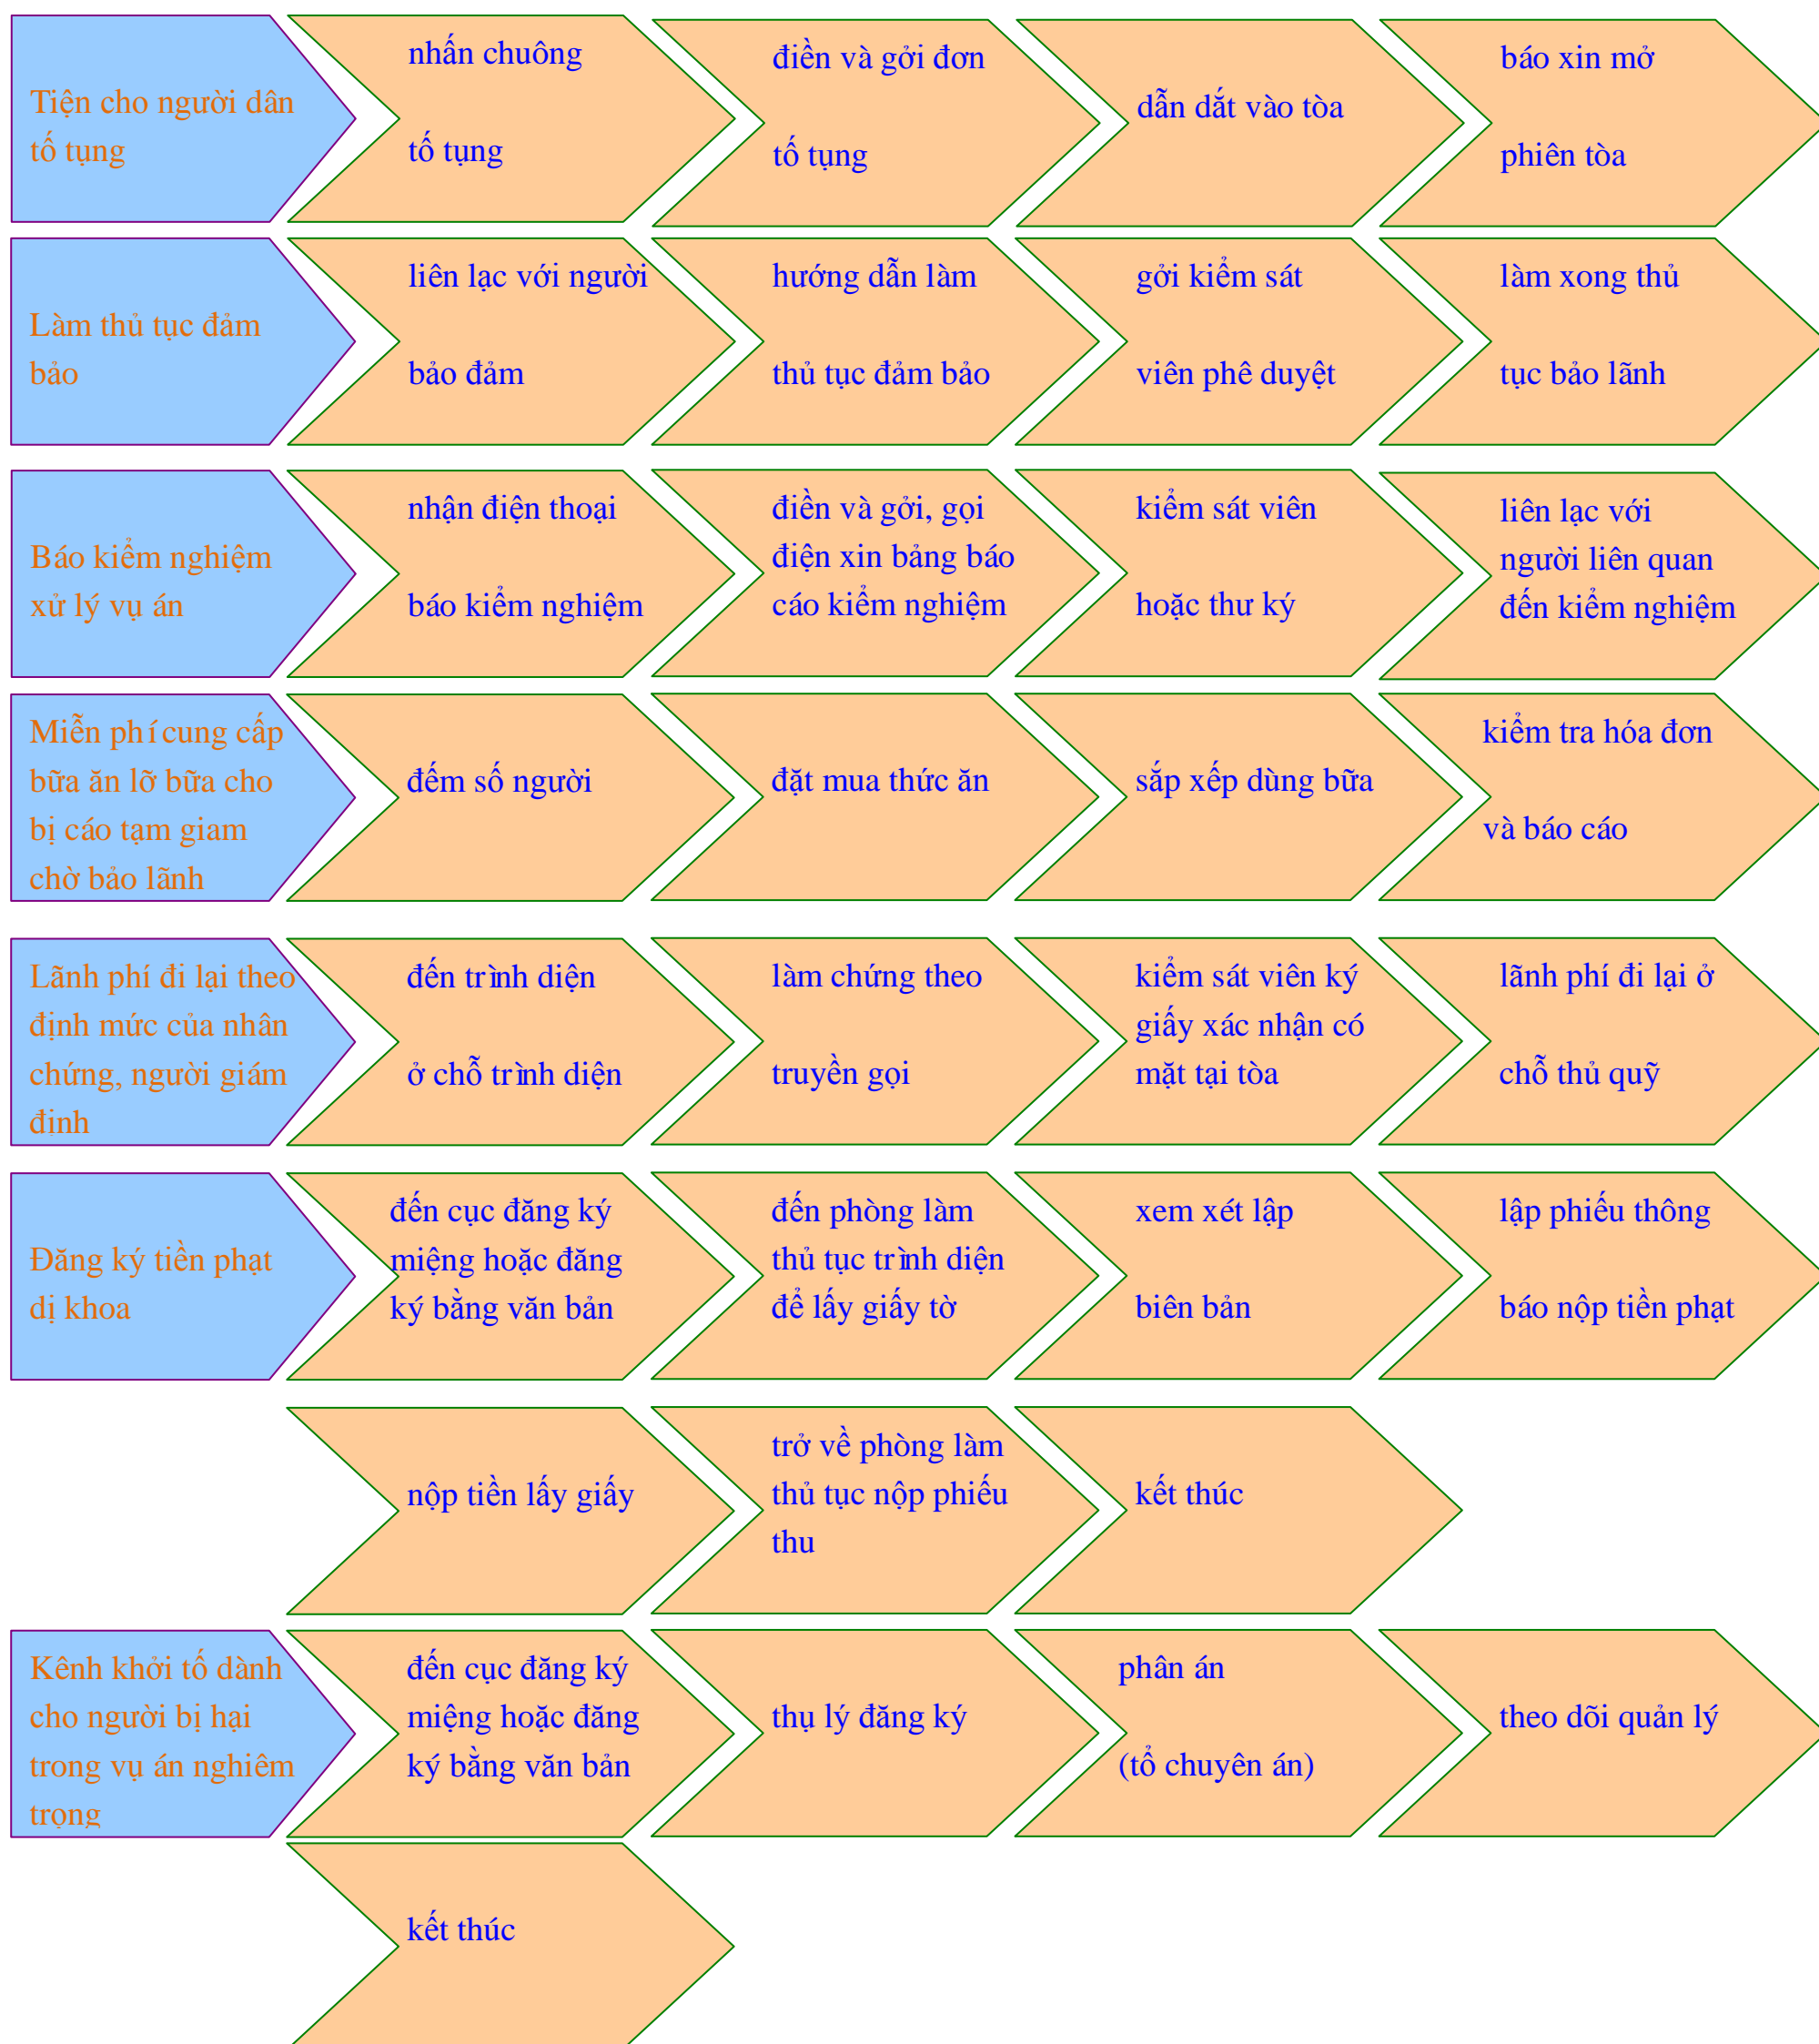 Tiện cho người dân
tố tụng
nhấn chuông
tố tụng
điền và gởi đơn
tố tụng
dẫn dắt vào tòa
báo xin mở
phiên tòa
Làm thủ tục đảm
bảo
liên lạc với người
bảo đảm
hướng dẫn làm
thủ tục đảm bảo
gởi kiểm sát
viên phê duyệt
làm xong thủ
tục bảo lãnh
Báo kiểm nghiệm
xử lý vụ án
nhận điện thoại
báo kiểm nghiệm
điền và gởi, gọi
điện xin bảng báo
cáo kiểm nghiệm
kiểm sát viên
hoặc thư ký
liên lạc với
người liên quan
đến kiểm nghiệm
Miễn phí cung cấp
bữa ăn lỡ bữa cho
bị cáo tạm giam
chờ bảo lãnh
đếm số người
đặt mua thức ăn
sắp xếp dùng bữa
kiểm tra hóa đơn
và báo cáo
Lãnh phí đi lại theo
định mức của nhân
chứng, người giám
định
đến trình diện
ở chỗ trình diện
làm chứng theo
truyền gọi
kiểm sát viên ký
giấy xác nhận có
mặt tại tòa
lãnh phí đi lại ở
chỗ thủ quỹ
Đăng ký tiền phạt
dị khoa
đến cục đăng ký
miệng hoặc đăng
ký bằng văn bản
đến phòng làm
thủ tục trình diện
để lấy giấy tờ
xem xét lập
biên bản
lập phiếu thông
báo nộp tiền phạt
nộp tiền lấy giấy
trở về phòng làm
thủ tục nộp phiếu
thu
kết thúc
Kênh khởi tố dành
cho người bị hại
trong vụ án nghiêm
trọng
đến cục đăng ký
miệng hoặc đăng
ký bằng văn bản
thụ lý đăng ký
phân án
(tổ chuyên án)
theo dõi quản lý
kết thúc